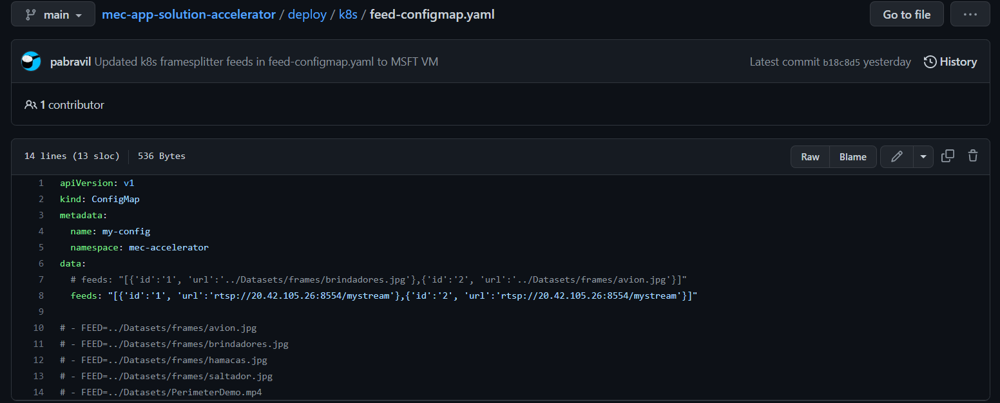 main
mec-app-solution-accelerator / deploy / k8s / feed-configmap.yaml
Go to file
...
pabravil Updated k8s framesplitter feeds in feed-configmap.yaml to MSFT VM
Latest commit b18c8d5 yesterday
History
1 contributor
14 lines (13 sloc) 536 Bytes
Raw
Blame
1 apiVersion: v1
2 kind: ConfigMap
3 metadata:
4   name: my-config
5   namespace: mec-accelerator
6 data:
7   # feeds: "[{'id':'1', 'url':'../Datasets/frames/brindadores.jpg'},{'id':'2', 'url':'../Datasets/frames/avion.jpg'}]"
8   feeds: "[{'id':'1', 'url':'rtsp://20.42.105.26:8554/mystream'},{'id':'2', 'url':'rtsp://20.42.105.26:8554/mystream'}]"
9
10 # - FEED=../Datasets/frames/avion.jpg
11 # - FEED=../Datasets/frames/brindadores.jpg
12 # - FEED=../Datasets/frames/hamacas.jpg
13 # - FEED=../Datasets/frames/saltador.jpg
14 # - FEED=../Datasets/PerimeterDemo.mp4